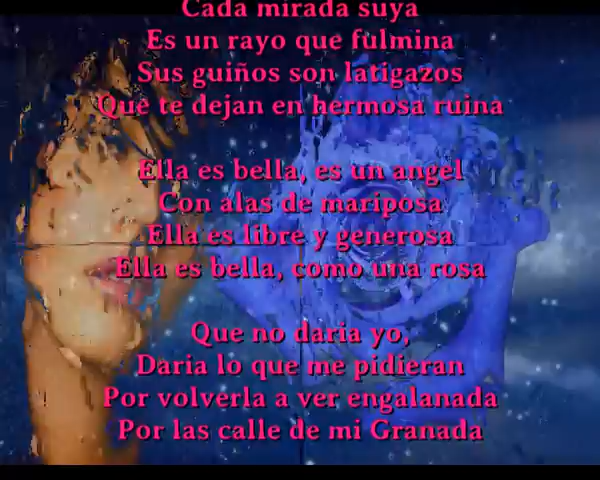 Cada mirada suya
Es un rayo que fulmina
Sus guiños son latigazos
Que te dejan en hermosa ruina
Ella es bella, es un angel
Con alas de mariposa
Ella es libre y generosa
Ella es bella, como una rosa
Que no daria yo,
Daria lo que me pidieran
Por volverla a ver engalanada
Por las calle de mi Granada